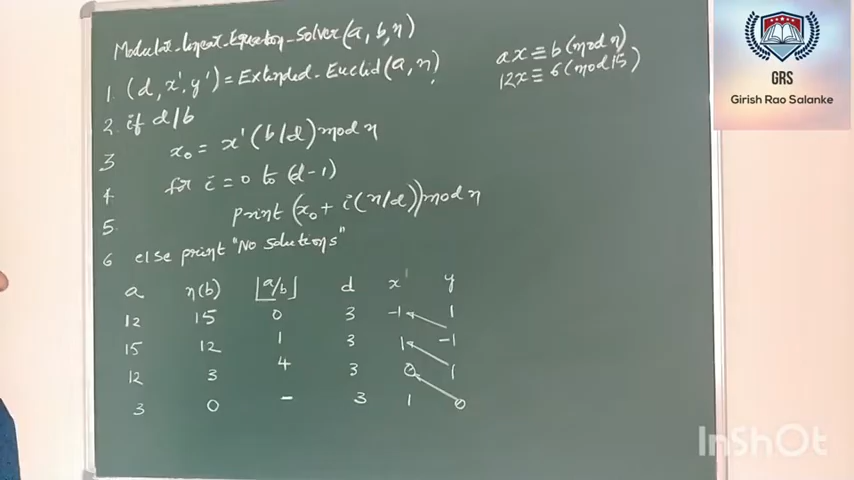 Modular-Linear-Equation-Solver(a, b, n)
1. (d, x', y') = Extended-Euclid(a, n)
2. if d/b
3 x₀ = x' (b/d) mod n
4 for i = 0 to (d-1)
5. print (x₀ + i(n/d)) mod n
6 else print "No solutions"
ax ≡ b (mod n)
12x ≡ 6 (mod 15)
a n(b) ⌊a/b⌋ d x' y
12 15 0 3 -1 1
15 12 1 3 1 -1
12 3 4 3 0 1
3 0 - 3 1 0
GRS
Girish Rao Salanke
InShOt